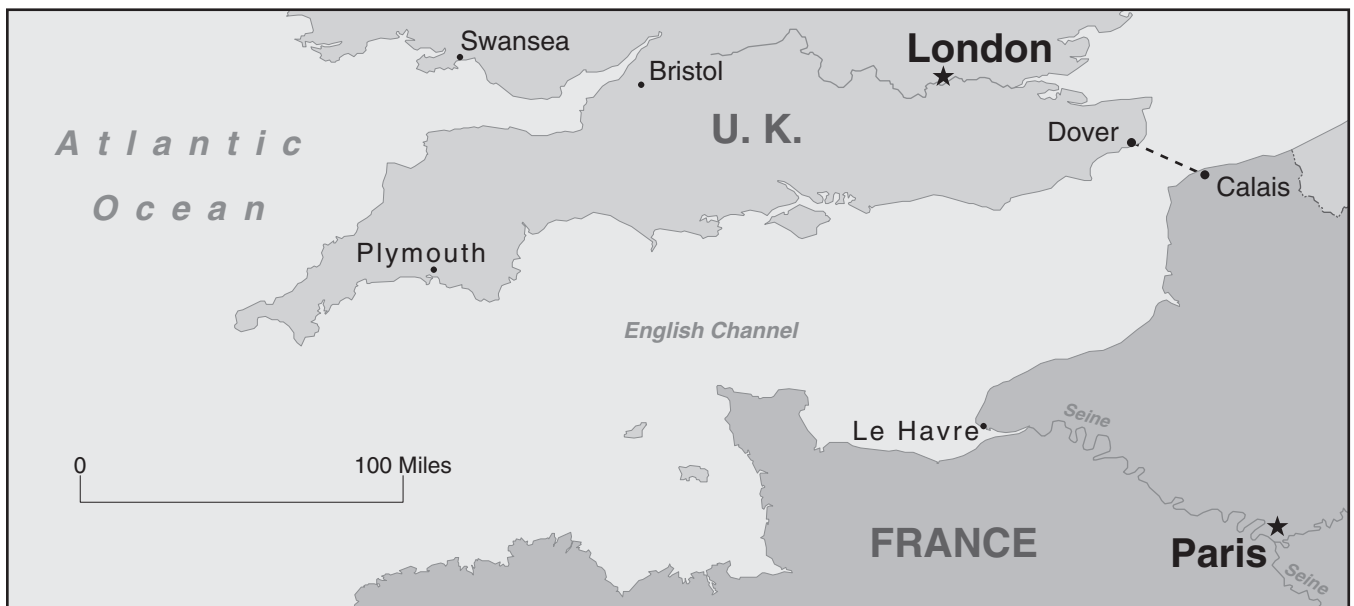 Swansea
London
Bristol
U. K.
Atlantic
Ocean
Dover
Calais
Plymouth
English Channel
Seine
Le Havre
0
100 Miles
FRANCE
Paris
Seine